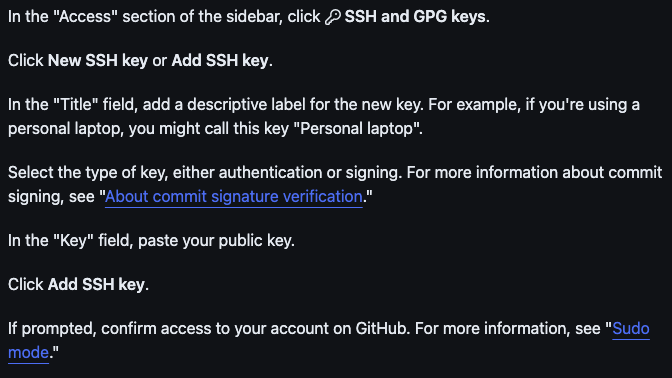 In the "Access" section of the sidebar, click SSH and GPG keys.
Click New SSH key or Add SSH key.
In the "Title" field, add a descriptive label for the new key. For example, if you're using a
personal laptop, you might call this key "Personal laptop".
Select the type of key, either authentication or signing. For more information about commit
signing, see "About commit signature verification."
In the "Key" field, paste your public key.
Click Add SSH key.
If prompted, confirm access to your account on GitHub. For more information, see "Sudo
mode."